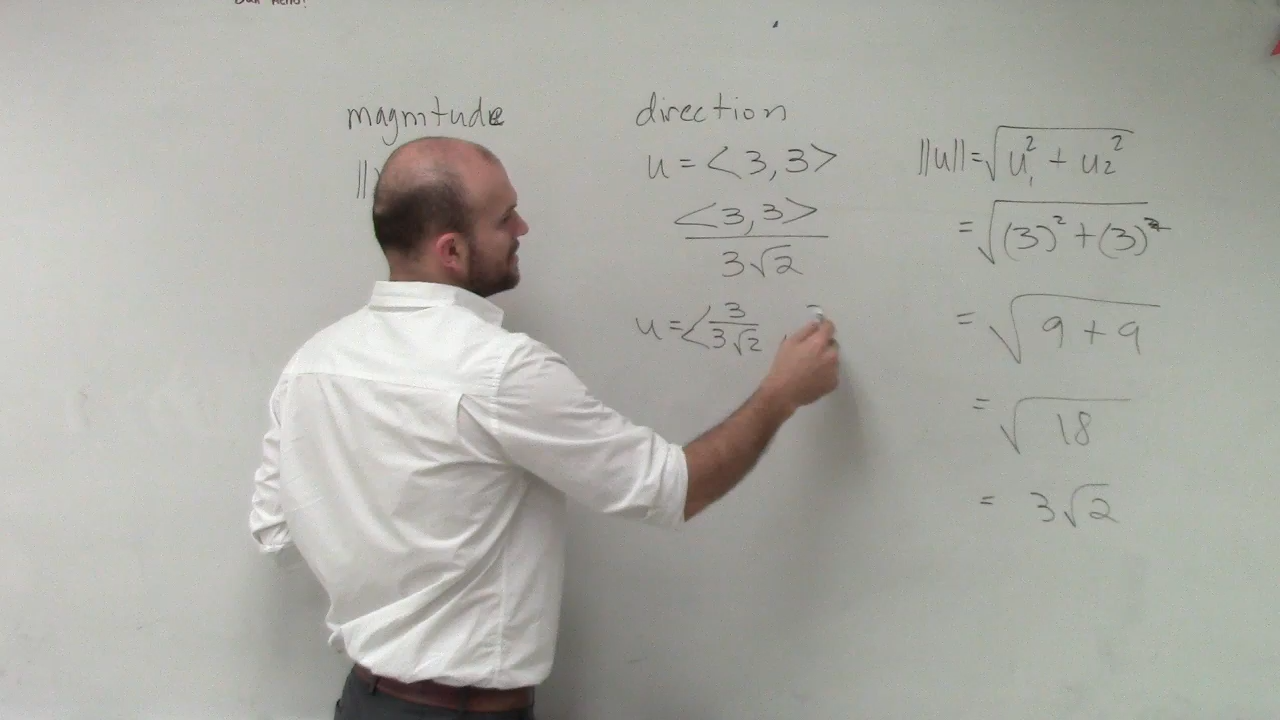 magnitude
||
direction
u = <3,3>
<3,3>
3√2
u = < 3/3√2 ,
||u|| = √u₁² + u₂²
= √(3)² + (3)²
= √9 + 9
= √18
= 3√2